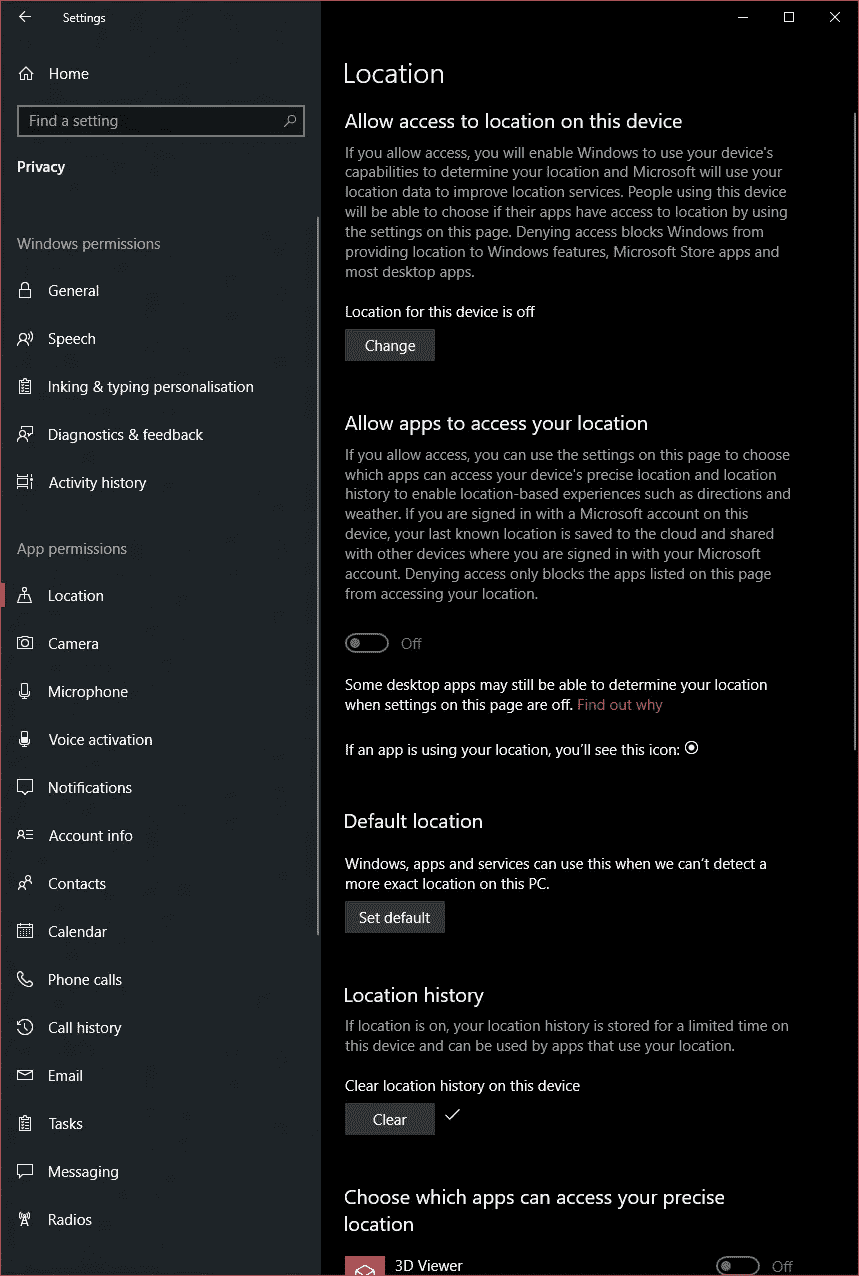 Settings
Home
Find a setting
Privacy
Windows permissions
General
Speech
Inking & typing personalisation
Diagnostics & feedback
Activity history
App permissions
Location
Camera
Microphone
Voice activation
Notifications
Account info
Contacts
Calendar
Phone calls
Call history
Email
Tasks
Messaging
Radios
Location
Allow access to location on this device
If you allow access, you will enable Windows to use your device's
capabilities to determine your location and Microsoft will use your
location data to improve location services. People using this device
will be able to choose if their apps have access to location by using
the settings on this page. Denying access blocks Windows from
providing location to Windows features, Microsoft Store apps and
most desktop apps.
Location for this device is off
Change
Allow apps to access your location
If you allow access, you can use the settings on this page to choose
which apps can access your device's precise location and location
history to enable location-based experiences such as directions and
weather. If you are signed in with a Microsoft account on this
device, your last known location is saved to the cloud and shared
with other devices where you are signed in with your Microsoft
account. Denying access only blocks the apps listed on this page
from accessing your location.
Off
Some desktop apps may still be able to determine your location
when settings on this page are off. Find out why
If an app is using your location, you’ll see this icon:
Default location
Windows, apps and services can use this when we can’t detect a
more exact location on this PC.
Set default
Location history
If location is on, your location history is stored for a limited time on
this device and can be used by apps that use your location.
Clear location history on this device
Clear
Choose which apps can access your precise
location
3D Viewer
Off